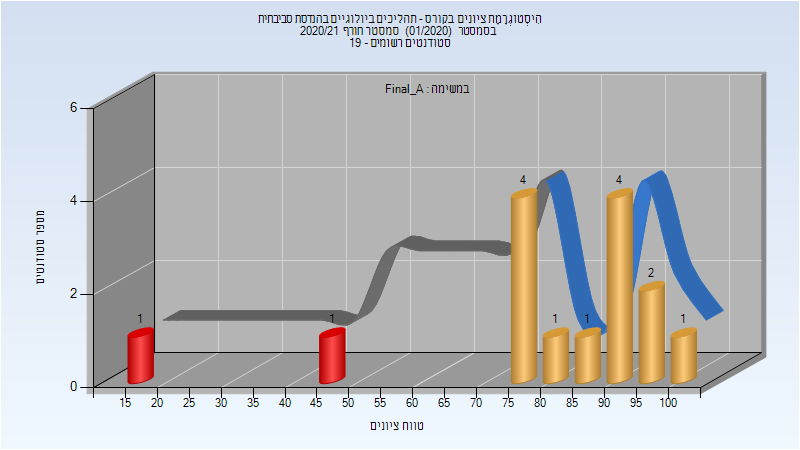 היסטוגרמת ציונים בקורס - תהליכים ביולוגיים בהנדסת סביבתית
בסמסטר (01/2020) סמסטר חורף 2020/21
סטודנטים רשומים - 19
במשימה : Final_A
מספר סטודנטים
6
4
2
0
1
1
4
1
1
4
2
1
15 20 25 30 35 40 45 50 55 60 65 70 75 80 85 90 95 100
טווח ציונים